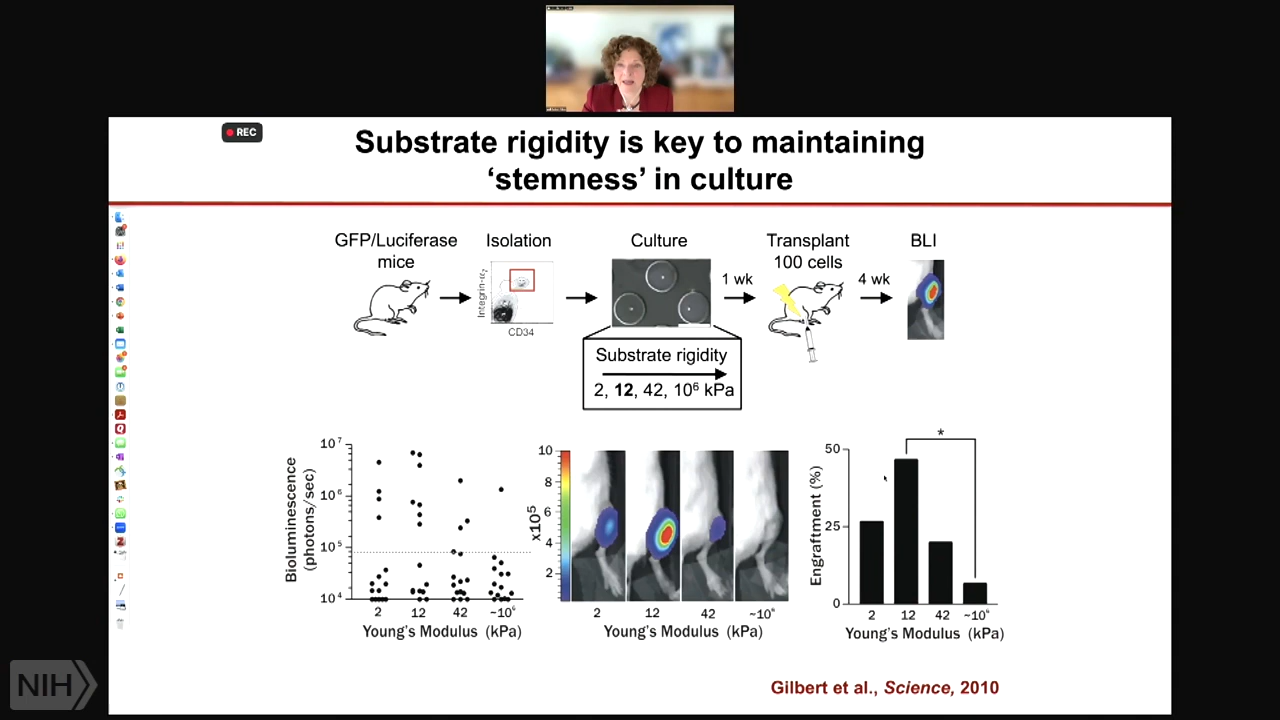 REC
Substrate rigidity is key to maintaining
‘stemness’ in culture
GFP/Luciferase
mice
Isolation
Culture
Transplant
100 cells
BLI
Integrin-α7
CD34
1 wk
4 wk
Substrate rigidity
2, 12, 42, 10⁶ kPa
Bioluminescence
(photons/sec)
10⁷
10⁶
10⁵
10⁴
2 12 42 ~10⁶
Young's Modulus (kPa)
x10⁵
10
8
6
4
2
2 12 42 ~10⁶
Young's Modulus (kPa)
Engraftment (%)
50
25
0
*
2 12 42 ~10⁶
Young's Modulus (kPa)
Gilbert et al., Science, 2010
NIH